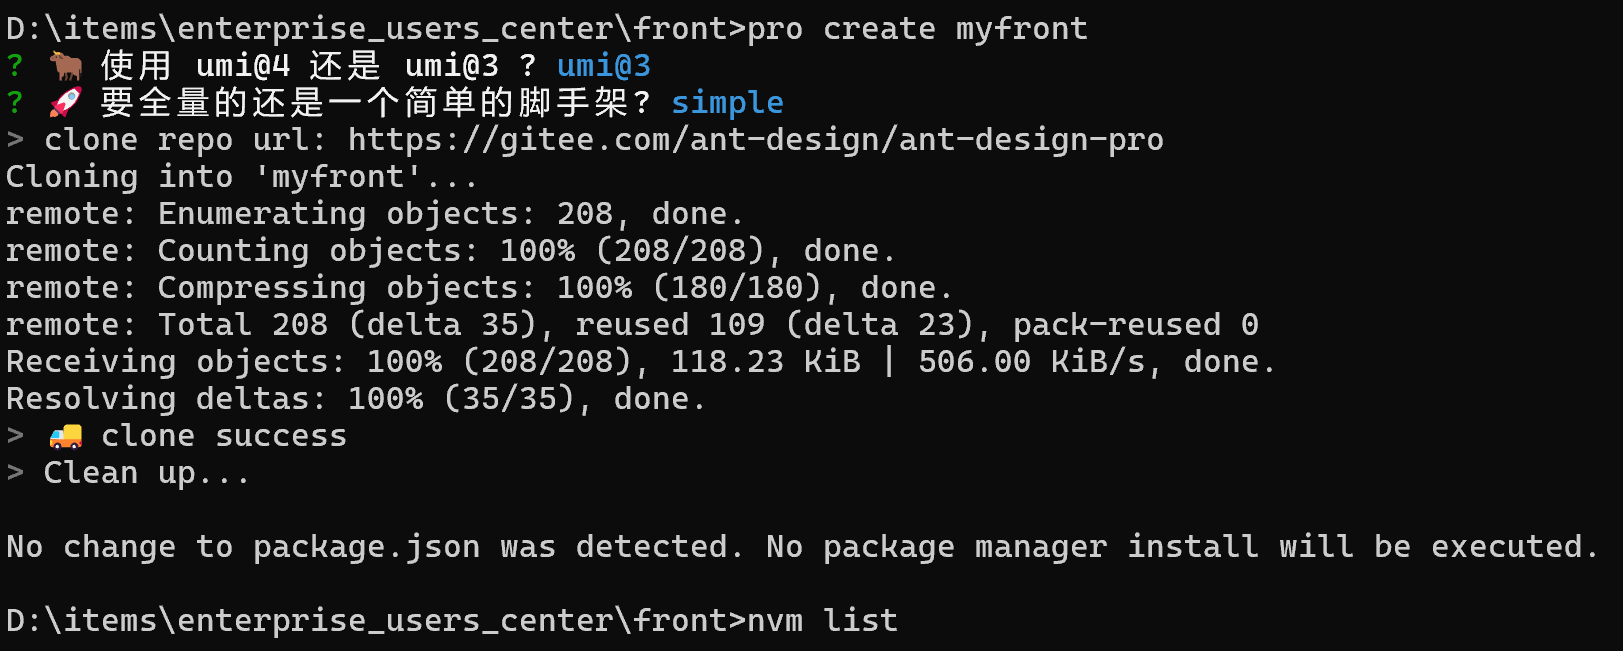 D:\items\enterprise_users_center\front>pro create myfront
? 🐂 使用 umi@4 还是 umi@3 ? umi@3
? 🚀 要全量的还是一个简单的脚手架? simple
> clone repo url: https://gitee.com/ant-design/ant-design-pro
Cloning into 'myfront'...
remote: Enumerating objects: 208, done.
remote: Counting objects: 100% (208/208), done.
remote: Compressing objects: 100% (180/180), done.
remote: Total 208 (delta 35), reused 109 (delta 23), pack-reused 0
Receiving objects: 100% (208/208), 118.23 KiB | 506.00 KiB/s, done.
Resolving deltas: 100% (35/35), done.
> 🚚 clone success
> Clean up...
No change to package.json was detected. No package manager install will be executed.
D:\items\enterprise_users_center\front>nvm list